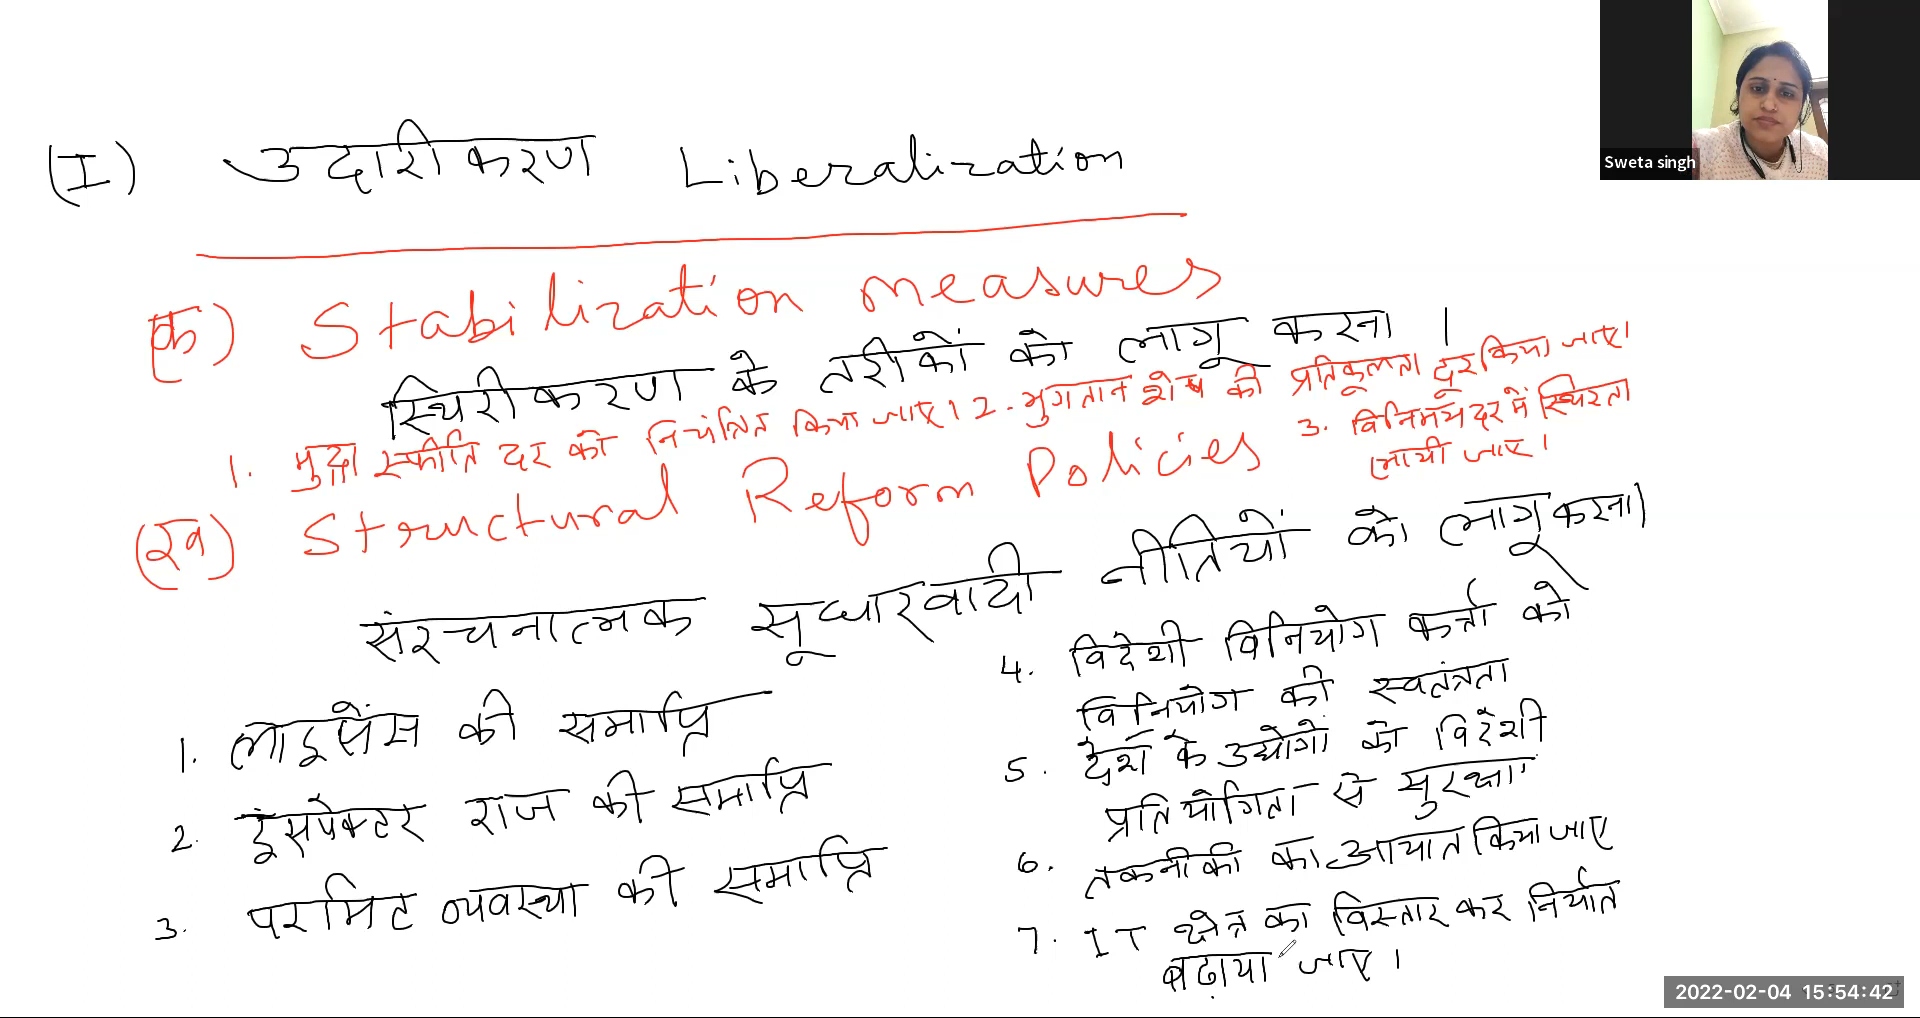 (I) उदारीकरण Liberalization
Sweta singh
(क) Stabilization measures
स्थिरीकरण के तरीकों को लागू करना ।
1. मुद्रा स्फीति दर को नियंत्रित किया जाए । 2. भुगतान शेष की प्रतिकूलता दूर किया जाए।
3. विनिमय दर में स्थिरता
लायी जाए ।
(ख) Structural Reform Policies
संरचनात्मक सूधारवादी नीतियों को लागू करना ।
1. लाइसेंस की समाप्ति
2. इंसपेक्टर राज की समाप्ति
3. परमिट व्यवस्था की समाप्ति
4. विदेशी विनियोग कर्त्ता को
विनियोग की स्वतंत्रता
5. देश के उद्योगों को विदेशी
प्रतियोगिता से सुरक्षा
6. तकनीकी का आयात किया जाए
7. IT क्षेत्र का विस्तार कर निर्यात
बढ़ाया जाए ।
2022-02-04 15:54:42